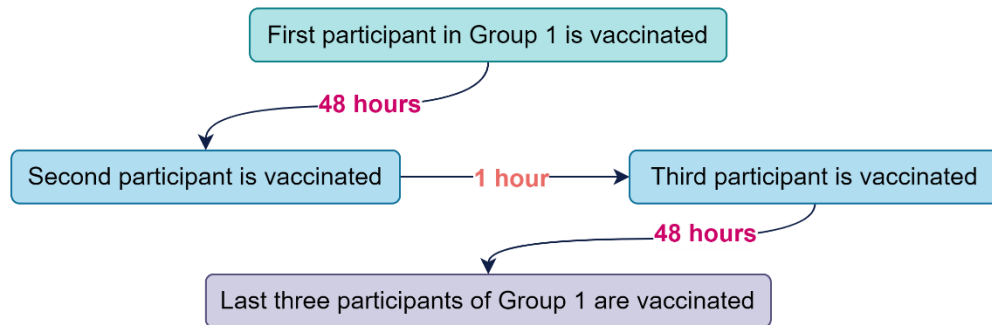 First participant in Group 1 is vaccinated
48 hours
Second participant is vaccinated
1 hour
Third participant is vaccinated
48 hours
Last three participants of Group 1 are vaccinated